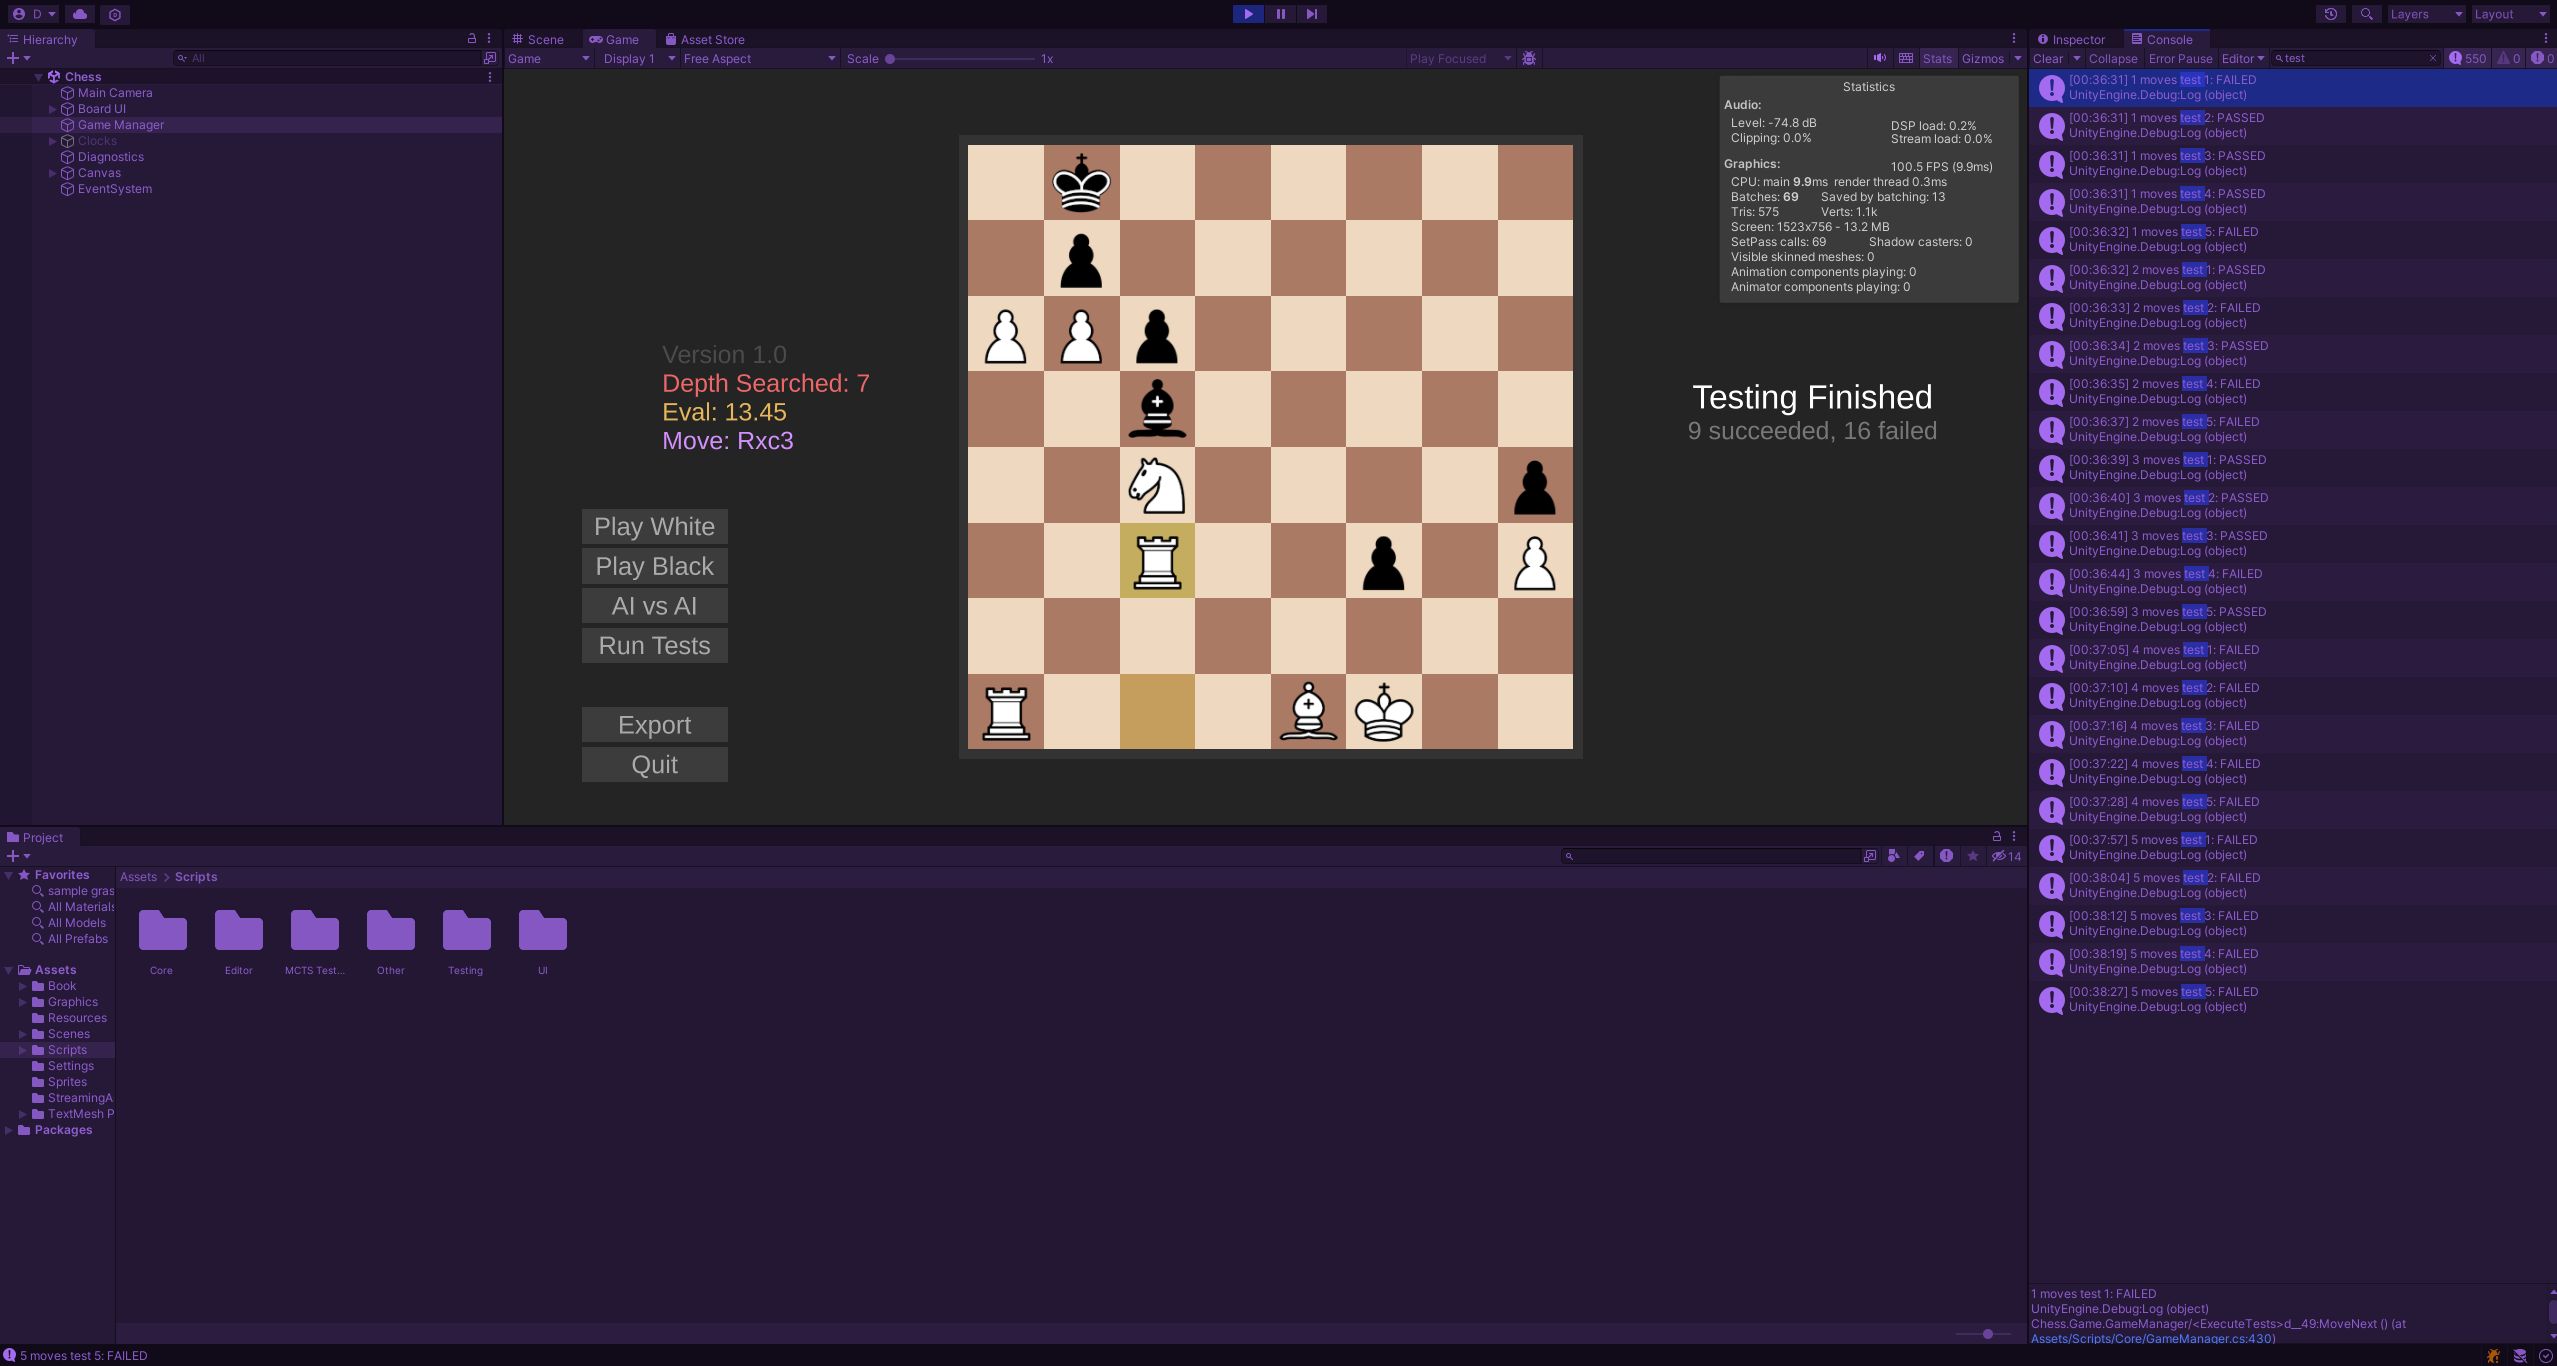 D
Layers
Layout
Hierarchy
All
Chess
Main Camera
Board UI
Game Manager
Clocks
Diagnostics
Canvas
EventSystem
Scene
Game
Asset Store
Game
Display 1
Free Aspect
Scale
1x
Play Focused
Stats
Gizmos
Statistics
Audio:
Level: -74.8 dB
DSP load: 0.2%
Clipping: 0.0%
Stream load: 0.0%
Graphics:
100.5 FPS (9.9ms)
CPU: main 9.9ms render thread 0.3ms
Batches: 69 Saved by batching: 13
Tris: 575 Verts: 1.1k
Screen: 1523x756 - 13.2 MB
SetPass calls: 69 Shadow casters: 0
Visible skinned meshes: 0
Animation components playing: 0
Animator components playing: 0
Version 1.0
Depth Searched: 7
Eval: 13.45
Move: Rxc3
Play White
Play Black
AI vs AI
Run Tests
Export
Quit
Testing Finished
9 succeeded, 16 failed
Inspector
Console
Clear
Collapse
Error Pause
Editor
test
550
0
0
[00:36:31] 1 moves test 1: FAILED
UnityEngine.Debug:Log (object)
[00:36:31] 1 moves test 2: PASSED
UnityEngine.Debug:Log (object)
[00:36:31] 1 moves test 3: PASSED
UnityEngine.Debug:Log (object)
[00:36:31] 1 moves test 4: PASSED
UnityEngine.Debug:Log (object)
[00:36:32] 1 moves test 5: FAILED
UnityEngine.Debug:Log (object)
[00:36:32] 2 moves test 1: PASSED
UnityEngine.Debug:Log (object)
[00:36:33] 2 moves test 2: FAILED
UnityEngine.Debug:Log (object)
[00:36:34] 2 moves test 3: PASSED
UnityEngine.Debug:Log (object)
[00:36:35] 2 moves test 4: FAILED
UnityEngine.Debug:Log (object)
[00:36:37] 2 moves test 5: FAILED
UnityEngine.Debug:Log (object)
[00:36:39] 3 moves test 1: PASSED
UnityEngine.Debug:Log (object)
[00:36:40] 3 moves test 2: PASSED
UnityEngine.Debug:Log (object)
[00:36:41] 3 moves test 3: PASSED
UnityEngine.Debug:Log (object)
[00:36:44] 3 moves test 4: FAILED
UnityEngine.Debug:Log (object)
[00:36:59] 3 moves test 5: PASSED
UnityEngine.Debug:Log (object)
[00:37:05] 4 moves test 1: FAILED
UnityEngine.Debug:Log (object)
[00:37:10] 4 moves test 2: FAILED
UnityEngine.Debug:Log (object)
[00:37:16] 4 moves test 3: FAILED
UnityEngine.Debug:Log (object)
[00:37:22] 4 moves test 4: FAILED
UnityEngine.Debug:Log (object)
[00:37:28] 4 moves test 5: FAILED
UnityEngine.Debug:Log (object)
[00:37:57] 5 moves test 1: FAILED
UnityEngine.Debug:Log (object)
[00:38:04] 5 moves test 2: FAILED
UnityEngine.Debug:Log (object)
[00:38:12] 5 moves test 3: FAILED
UnityEngine.Debug:Log (object)
[00:38:19] 5 moves test 4: FAILED
UnityEngine.Debug:Log (object)
[00:38:27] 5 moves test 5: FAILED
UnityEngine.Debug:Log (object)
1 moves test 1: FAILED
UnityEngine.Debug:Log (object)
Chess.Game.GameManager/<ExecuteTests>d__49:MoveNext () (at
Assets/Scripts/Core/GameManager.cs:430)
Project
14
Favorites
sample gras
All Materials
All Models
All Prefabs
Assets
Book
Graphics
Resources
Scenes
Scripts
Settings
Sprites
StreamingA
TextMesh P
Packages
Assets > Scripts
Core
Editor
MCTS Test...
Other
Testing
UI
5 moves test 5: FAILED